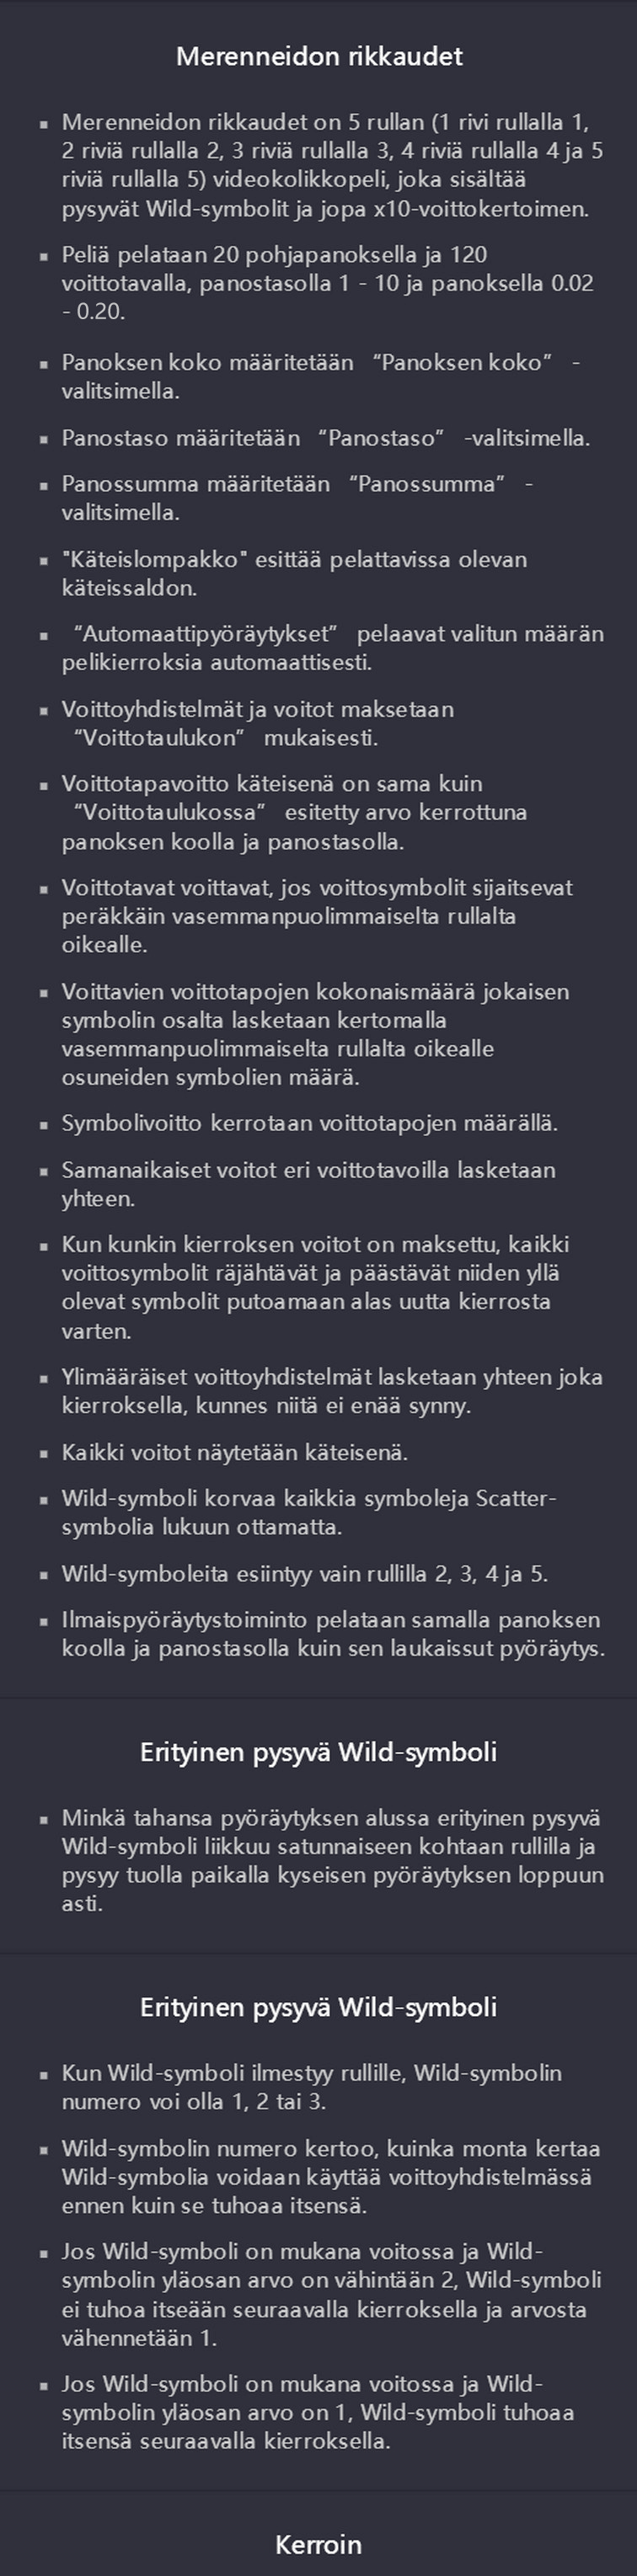 Merenneidon rikkaudet
▪ Merenneidon rikkaudet on 5 rullan (1 rivi rullalla 1,
2 riviä rullalla 2, 3 riviä rullalla 3, 4 riviä rullalla 4 ja 5
riviä rullalla 5) videokolikkopeli, joka sisältää
pysyvät Wild-symbolit ja jopa x10-voittokertoimen.
▪ Peliä pelataan 20 pohjapanoksella ja 120
voittotavalla, panostasolla 1 - 10 ja panoksella 0.02
- 0.20.
▪ Panoksen koko määritetään “Panoksen koko” -
valitsimella.
▪ Panostaso määritetään “Panostaso” -valitsimella.
▪ Panossumma määritetään “Panossumma” -
valitsimella.
▪ "Käteislompakko" esittää pelattavissa olevan
käteissaldon.
▪ “Automaattipyöräytykset” pelaavat valitun määrän
pelikierroksia automaattisesti.
▪ Voittoyhdistelmät ja voitot maksetaan
“Voittotaulukon” mukaisesti.
▪ Voittotapavoitto käteisenä on sama kuin
“Voittotaulukossa” esitetty arvo kerrottuna
panoksen koolla ja panostasolla.
▪ Voittotavat voittavat, jos voittosymbolit sijaitsevat
peräkkäin vasemmanpuolimmaiselta rullalta
oikealle.
▪ Voittavien voittotapojen kokonaismäärä jokaisen
symbolin osalta lasketaan kertomalla
vasemmanpuolimmaiselta rullalta oikealle
osuneiden symbolien määrä.
▪ Symbolivoitto kerrotaan voittotapojen määrällä.
▪ Samanaikaiset voitot eri voittotavoilla lasketaan
yhteen.
▪ Kun kunkin kierroksen voitot on maksettu, kaikki
voittosymbolit räjähtävät ja päästävät niiden yllä
olevat symbolit putoamaan alas uutta kierrosta
varten.
▪ Ylimääräiset voittoyhdistelmät lasketaan yhteen joka
kierroksella, kunnes niitä ei enää synny.
▪ Kaikki voitot näytetään käteisenä.
▪ Wild-symboli korvaa kaikkia symboleja Scatter-
symbolia lukuun ottamatta.
▪ Wild-symboleita esiintyy vain rullilla 2, 3, 4 ja 5.
▪ Ilmaispyöräytystoiminto pelataan samalla panoksen
koolla ja panostasolla kuin sen laukaissut pyöräytys.
Erityinen pysyvä Wild-symboli
▪ Minkä tahansa pyöräytyksen alussa erityinen pysyvä
Wild-symboli liikkuu satunnaiseen kohtaan rullilla ja
pysyy tuolla paikalla kyseisen pyöräytyksen loppuun
asti.
Erityinen pysyvä Wild-symboli
▪ Kun Wild-symboli ilmestyy rullille, Wild-symbolin
numero voi olla 1, 2 tai 3.
▪ Wild-symbolin numero kertoo, kuinka monta kertaa
Wild-symbolia voidaan käyttää voittoyhdistelmässä
ennen kuin se tuhoaa itsensä.
▪ Jos Wild-symboli on mukana voitossa ja Wild-
symbolin yläosan arvo on vähintään 2, Wild-symboli
ei tuhoa itseään seuraavalla kierroksella ja arvosta
vähennetään 1.
▪ Jos Wild-symboli on mukana voitossa ja Wild-
symbolin yläosan arvo on 1, Wild-symboli tuhoaa
itsensä seuraavalla kierroksella.
Kerroin